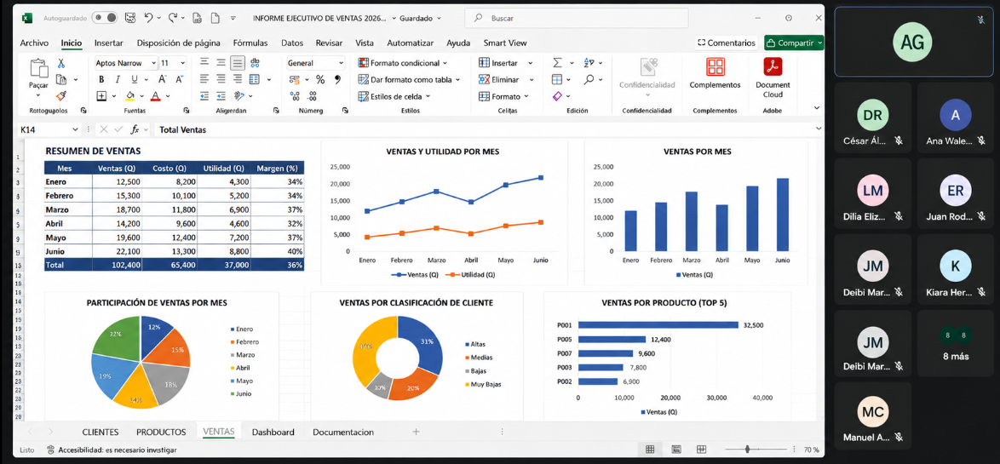 Autoguardado
INFORME EJECUTIVO DE VENTAS 2026... • Guardado
Buscar
Archivo Inicio Insertar Disposición de página Fórmulas Datos Revisar Vista Automatizar Ayuda Smart View
Comentarios Compartir
Paçcar
Rotoguapolos
Aptos Narrow 11
N I U A A
Fuentas
Aligerdan
General
% 9
Númerg
Formato condicional
Dar formato como tabla
Estilos de celda
Estilos
Insertar
Eliminar
Formato
Celițas
Edición
Confidencialidad
Confidencialidad
Complementos
Complementos
Document
Cloud
Adobe
K14 fx Total Ventas
RESUMEN DE VENTAS
Mes Ventas (Q) Costo (Q) Utilidad (Q) Margen (%)
Enero 12,500 8,200 4,300 34%
Febrero 15,300 10,100 5,200 34%
Marzo 18,700 11,800 6,900 37%
Abril 14,200 9,600 4,600 32%
Mayo 19,600 12,400 7,200 37%
Junio 22,100 13,300 8,800 40%
Total 102,400 65,400 37,000 36%
VENTAS Y UTILIDAD POR MES
25,000
20,000
15,000
10,000
5,000
0
Enero Febrero Marzo Abril Mayo Junio
Ventas (Q) Utilidad (Q)
VENTAS POR MES
25,000
20,000
15,000
10,000
5,000
0
Enero Febrero Marzo Abril Mayo Junio
Ventas (Q)
PARTICIPACIÓN DE VENTAS POR MES
12%
15%
18%
14%
19%
22%
Enero
Febrero
Marzo
Abril
Mayo
Junio
VENTAS POR CLASIFICACIÓN DE CLIENTE
31%
20%
10%
Altas
Medias
Bajas
Muy Bajas
VENTAS POR PRODUCTO (TOP 5)
P001 32,500
P005 12,400
P007 9,600
P003 7,800
P002 6,900
0 10,000 20,000 30,000 40,000
Ventas (Q)
CLIENTES PRODUCTOS VENTAS Dashboard Documentacion +
Listo Accesibilidad: es necesario invstigar
70 %
AG
DR
César Ál...
A
Ana Wale...
LM
Dilia Eliz...
ER
Juan Rod...
JM
Deibi Mar...
K
Kiara Her...
JM
Deibi Mar...
8 8
8 más
MC
Manuel A...